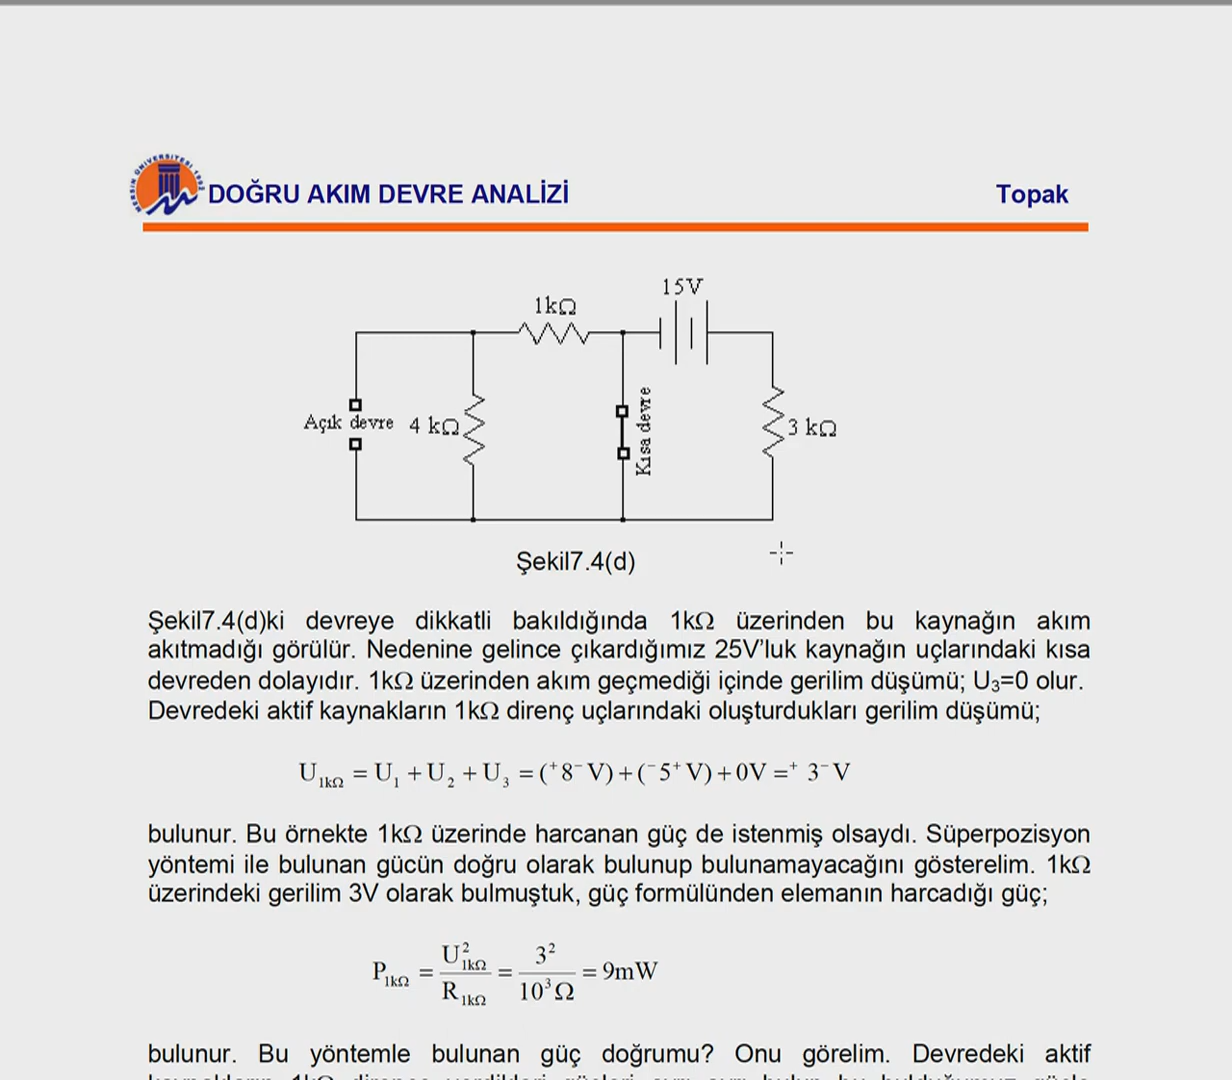 DOĞRU AKIM DEVRE ANALİZİ
Topak
15V
1kΩ
Açık devre
4 kΩ
Kısa devre
3 kΩ
Şekil7.4(d)
Şekil7.4(d)ki devreye dikkatli bakıldığında 1kΩ üzerinden bu kaynağın akım
akıtmadığı görülür. Nedenine gelince çıkardığımız 25V'luk kaynağın uçlarındaki kısa
devreden dolayıdır. 1kΩ üzerinden akım geçmediği içinde gerilim düşümü; U₃=0 olur.
Devredeki aktif kaynakların 1kΩ direnç uçlarındaki oluşturdukları gerilim düşümü;
U₁kΩ = U₁ + U₂ + U₃ = (⁺8⁻ V) + (⁻5⁺ V) + 0V =⁺ 3⁻ V
bulunur. Bu örnekte 1kΩ üzerinde harcanan güç de istenmiş olsaydı. Süperpozisyon
yöntemi ile bulunan gücün doğru olarak bulunup bulunamayacağını gösterelim. 1kΩ
üzerindeki gerilim 3V olarak bulmuştuk, güç formülünden elemanın harcadığı güç;
P₁kΩ = U²₁kΩ / R₁kΩ = 3² / 10³Ω = 9mW
bulunur. Bu yöntemle bulunan güç doğrumu? Onu görelim. Devredeki aktif